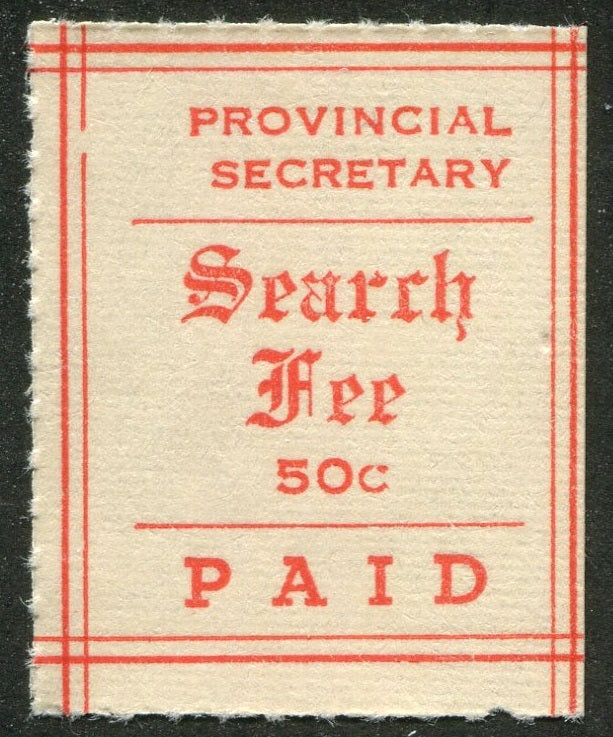 PROVINCIAL
SECRETARY
Search
Fee
50c
PAID